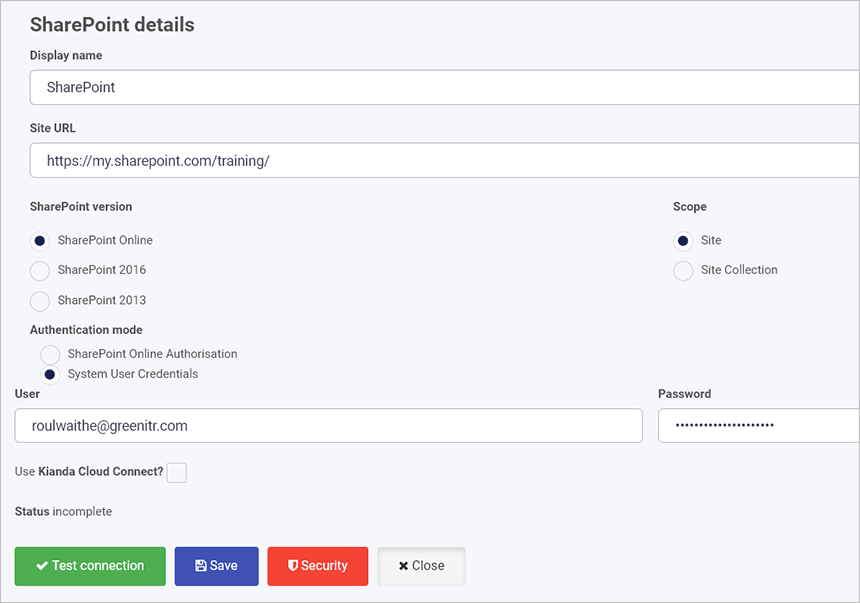 SharePoint details
Display name
SharePoint
Site URL
https://my.sharepoint.com/training/
SharePoint version
Scope
SharePoint Online
Site
SharePoint 2016
Site Collection
SharePoint 2013
Authentication mode
SharePoint Online Authorisation
System User Credentials
User
Password
roulwaithe@greenitr.com
•••••••••••••••••••••
Use Kianda Cloud Connect?
Status incomplete
Test connection
Save
Security
Close